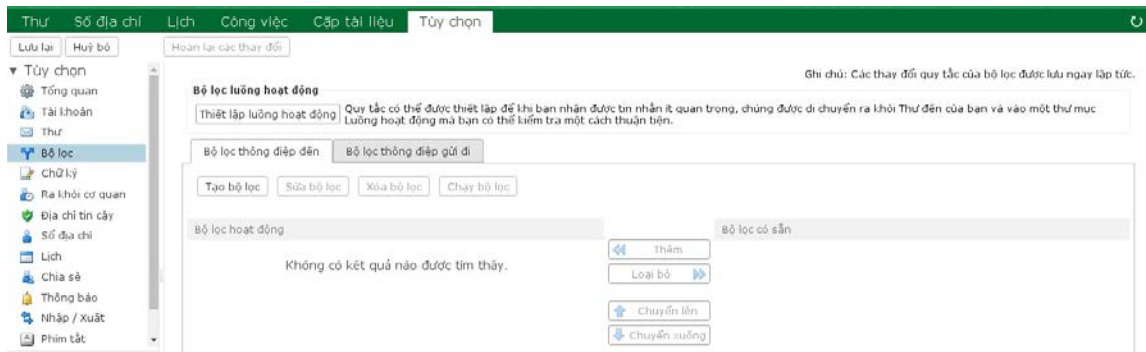 Thư Sổ địa chỉ Lịch Công việc Cặp tài liệu Tùy chọn
Lưu lại Huỷ bỏ Hoàn lại các thay đổi
Tùy chọn
Ghi chú: Các thay đổi quy tắc của bộ lọc được lưu ngay lập tức.
Tổng quan
Bộ lọc luồng hoạt động
Tài khoản
Thiết lập luồng hoạt động
Quy tắc có thể được thiết lập để khi bạn nhận được tin nhắn ít quan trọng, chúng được di chuyển ra khỏi Thư đến của bạn và vào một thư mục
Luồng hoạt động mà bạn có thể kiểm tra một cách thuận tiện.
Thư
Bộ lọc
Bộ lọc thông điệp đến Bộ lọc thông điệp gửi đi
Chữ ký
Ra khỏi cơ quan
Tạo bộ lọc Sửa bộ lọc Xóa bộ lọc Chạy bộ lọc
Địa chỉ tin cậy
Sổ địa chỉ
Bộ lọc hoạt động Bộ lọc có sẵn
Lịch
Thêm
Chia sẻ
Không có kết quả nào được tìm thấy.
Loại bỏ
Thông báo
Nhập / Xuất
Chuyển lên
Phím tắt
Chuyển xuống